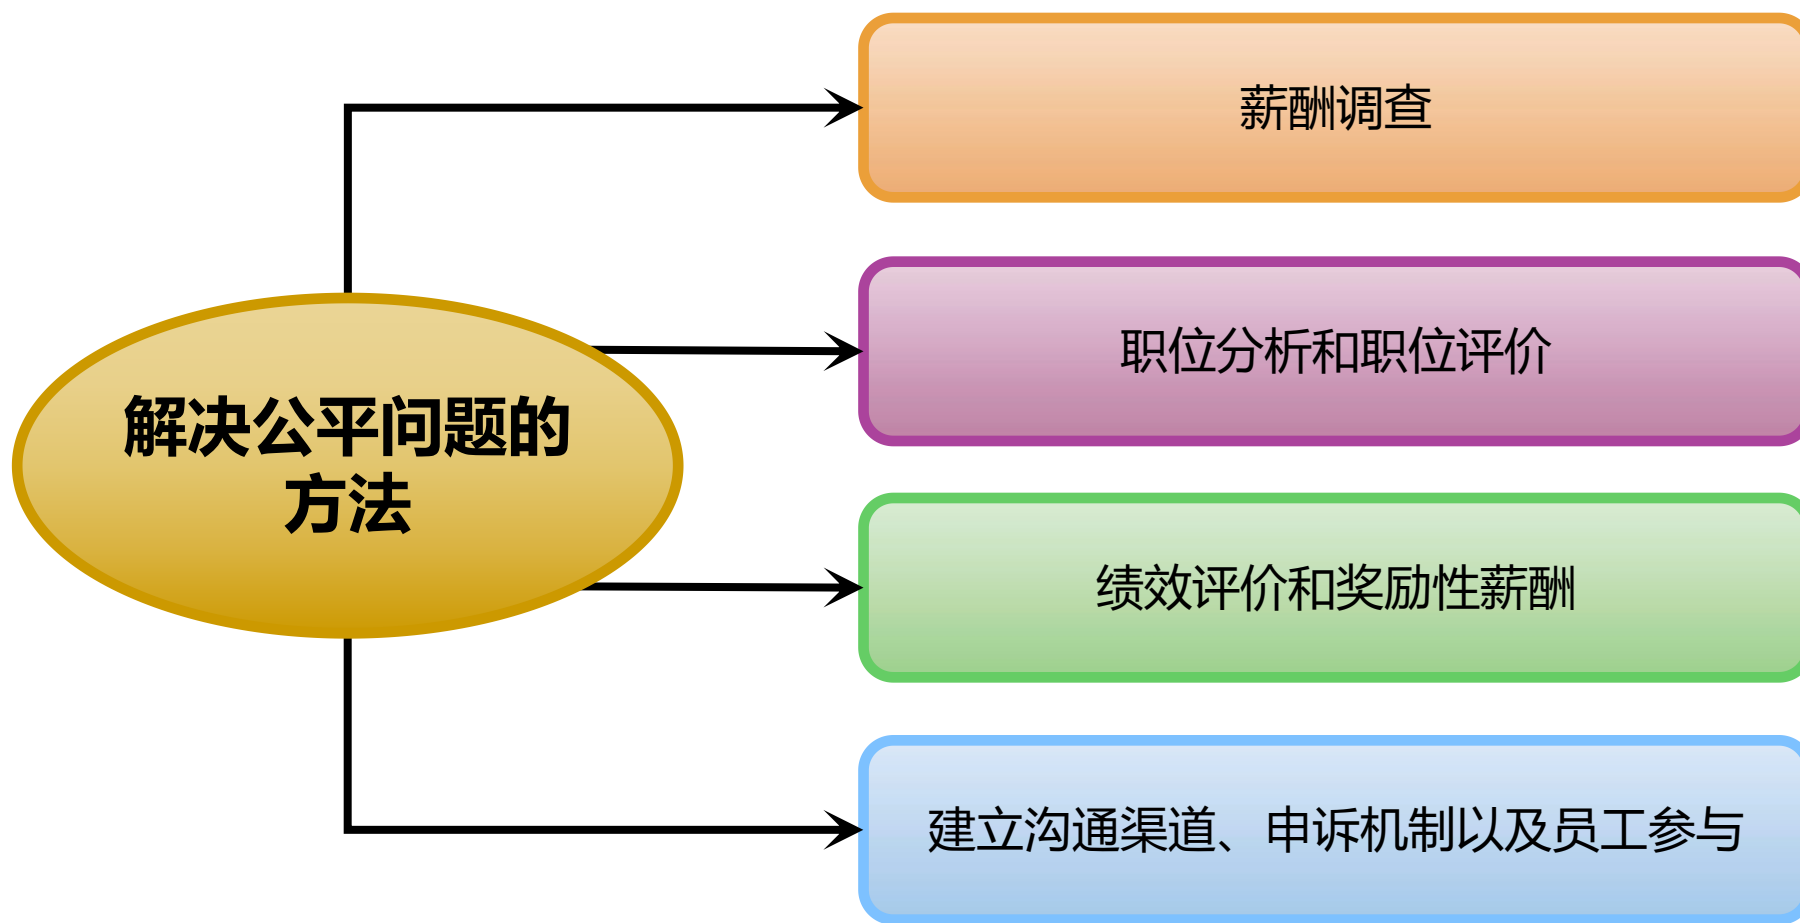 薪酬调查
职位分析和职位评价
解决公平问题的
方法
绩效评价和奖励性薪酬
建立沟通渠道、申诉机制以及员工参与